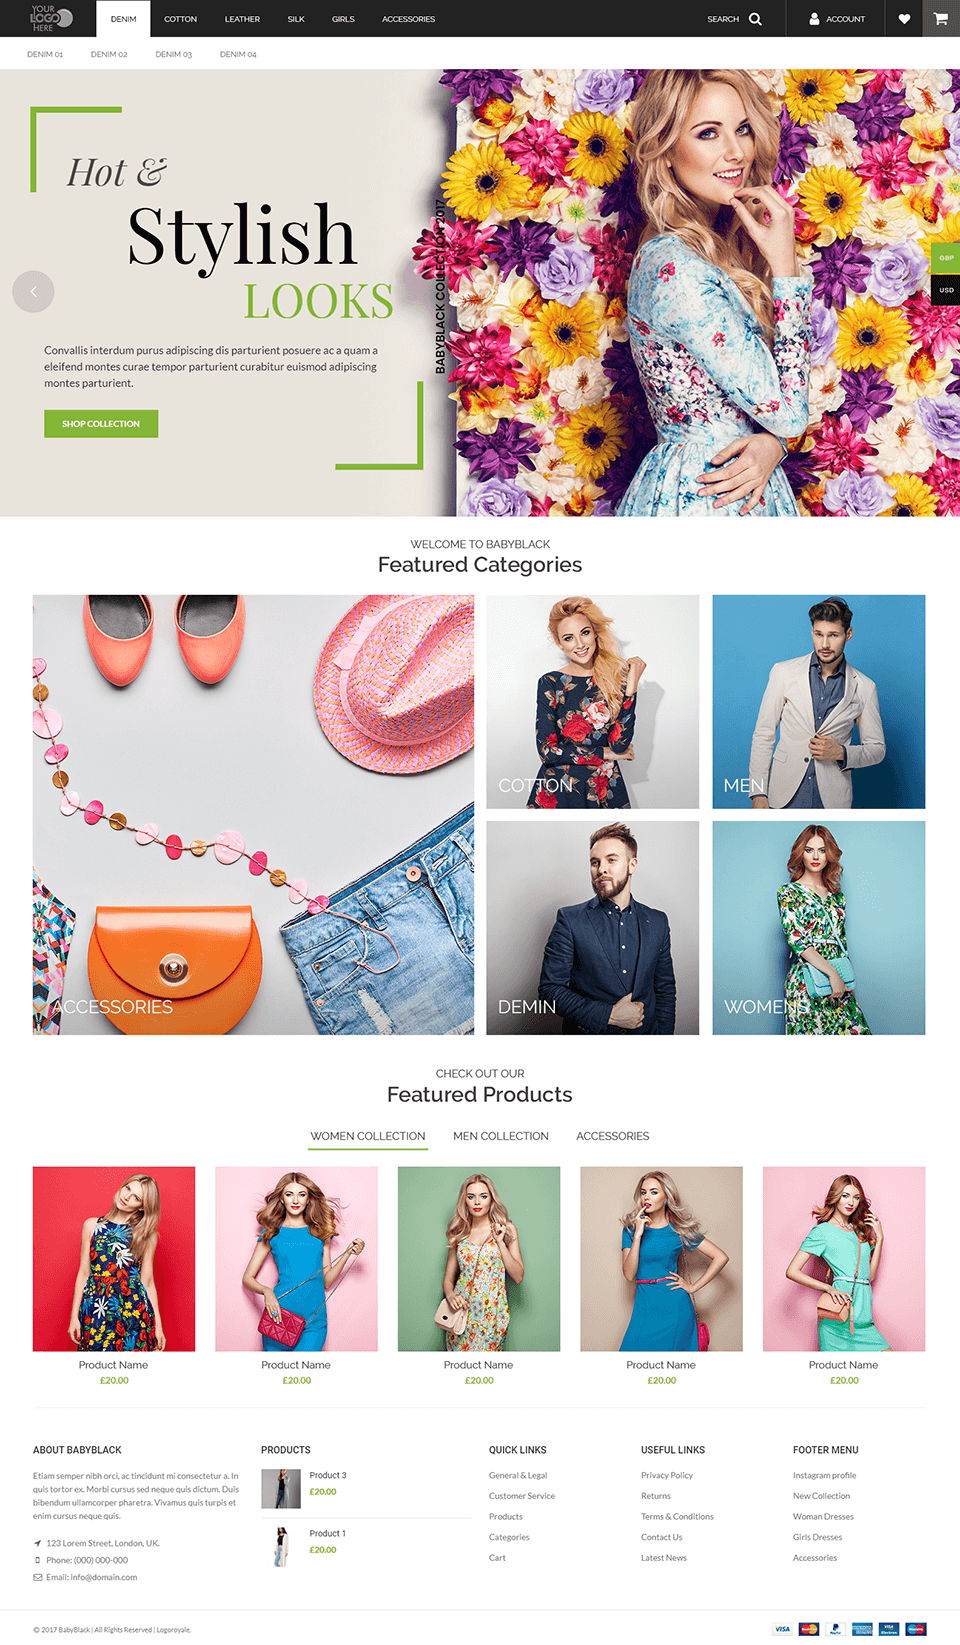 YOUR
LOGO
HERE
DENIM COTTON LEATHER SILK GIRLS ACCESSORIES SEARCH ACCOUNT
DENIM 01 DENIM 02 DENIM 03 DENIM 04
Hot &
Stylish
LOOKS
BABYBLACK COLLECTION 2017
Convallis interdum purus adipiscing dis parturient posuere ac a quam a
eleifend montes curae tempor parturient curabitur euismod adipiscing
montes parturient.
SHOP COLLECTION
GBP
USD
WELCOME TO BABYBLACK
Featured Categories
COTTON
MEN
ACCESSORIES
DEMIN
WOMENS
CHECK OUT OUR
Featured Products
WOMEN COLLECTION MEN COLLECTION ACCESSORIES
Product Name Product Name Product Name Product Name Product Name
£20.00 £20.00 £20.00 £20.00 £20.00
ABOUT BABYBLACK
Etiam semper nibh orci, ac tincidunt mi consectetur a. In
quis tortor ex. Morbi cursus sed neque quis dictum. Duis
bibendum ullamcorper pharetra. Vivamus quis turpis et
enim cursus neque quis.
123 Lorem Street, London, UK.
Phone: (000) 000-000
Email: info@domain.com
PRODUCTS
Product 3
£20.00
Product 1
£20.00
QUICK LINKS
General & Legal
Customer Service
Products
Categories
Cart
USEFUL LINKS
Privacy Policy
Returns
Terms & Conditions
Contact Us
Latest News
FOOTER MENU
Instagram profile
New Collection
Woman Dresses
Girls Dresses
Accessories
© 2017 BabyBlack | All Rights Reserved | Logoroyale.
VISA
PayPal
VISA